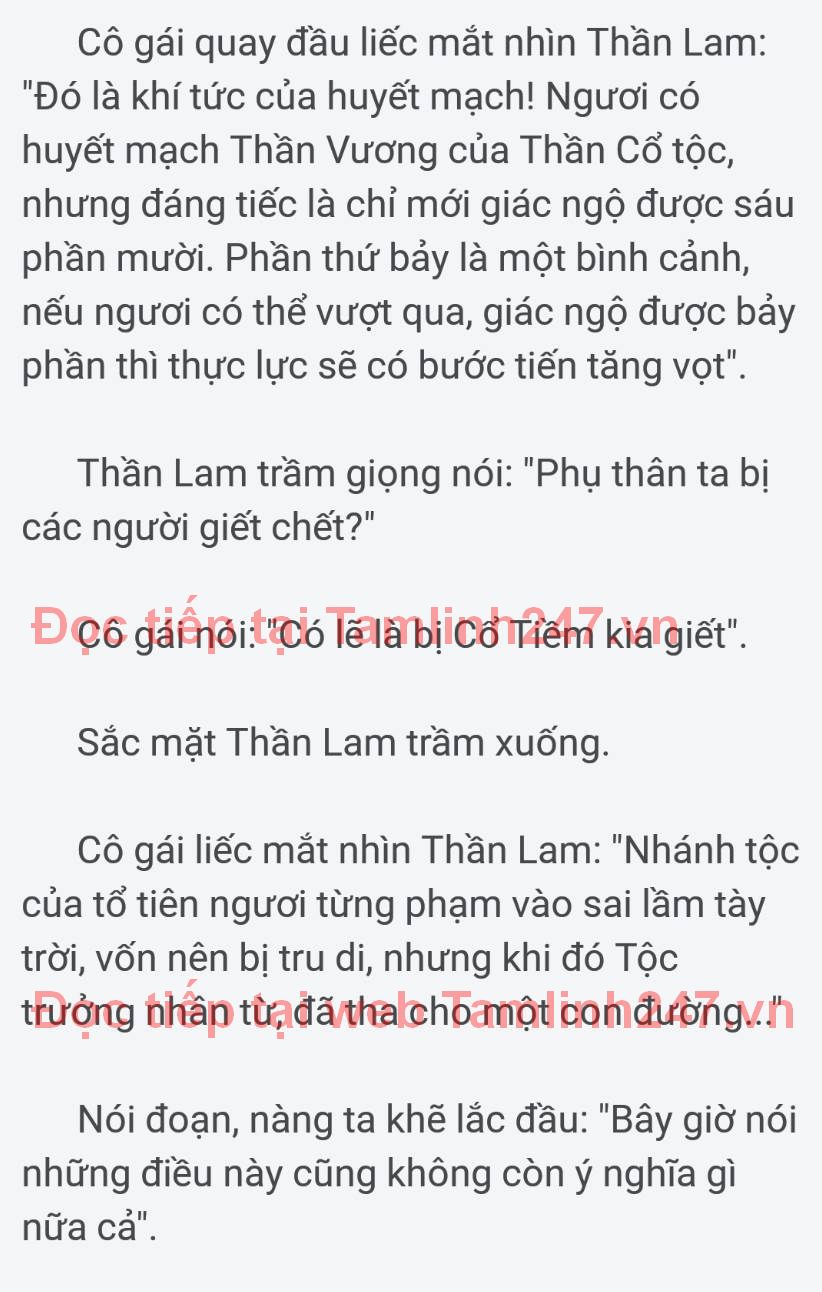 Cô gái quay đầu liếc mắt nhìn Thần Lam:
"Đó là khí tức của huyết mạch! Ngươi có
huyết mạch Thần Vương của Thần Cổ tộc,
nhưng đáng tiếc là chỉ mới giác ngộ được sáu
phần mười. Phần thứ bảy là một bình cảnh,
nếu ngươi có thể vượt qua, giác ngộ được bảy
phần thì thực lực sẽ có bước tiến tăng vọt".
Thần Lam trầm giọng nói: "Phụ thân ta bị
các người giết chết?"
Đọc tiếp tại Tamlinh247.vn
Cô gái nói: "Có lẽ là bị Cổ Tiềm kia giết".
Sắc mặt Thần Lam trầm xuống.
Cô gái liếc mắt nhìn Thần Lam: "Nhánh tộc
của tổ tiên ngươi từng phạm vào sai lầm tày
trời, vốn nên bị tru di, nhưng khi đó Tộc
Đọc tiếp tại web Tamlinh247.vn
trưởng nhân từ, đã tha cho một con đường..."
Nói đoạn, nàng ta khẽ lắc đầu: "Bây giờ nói
những điều này cũng không còn ý nghĩa gì
nữa cả".